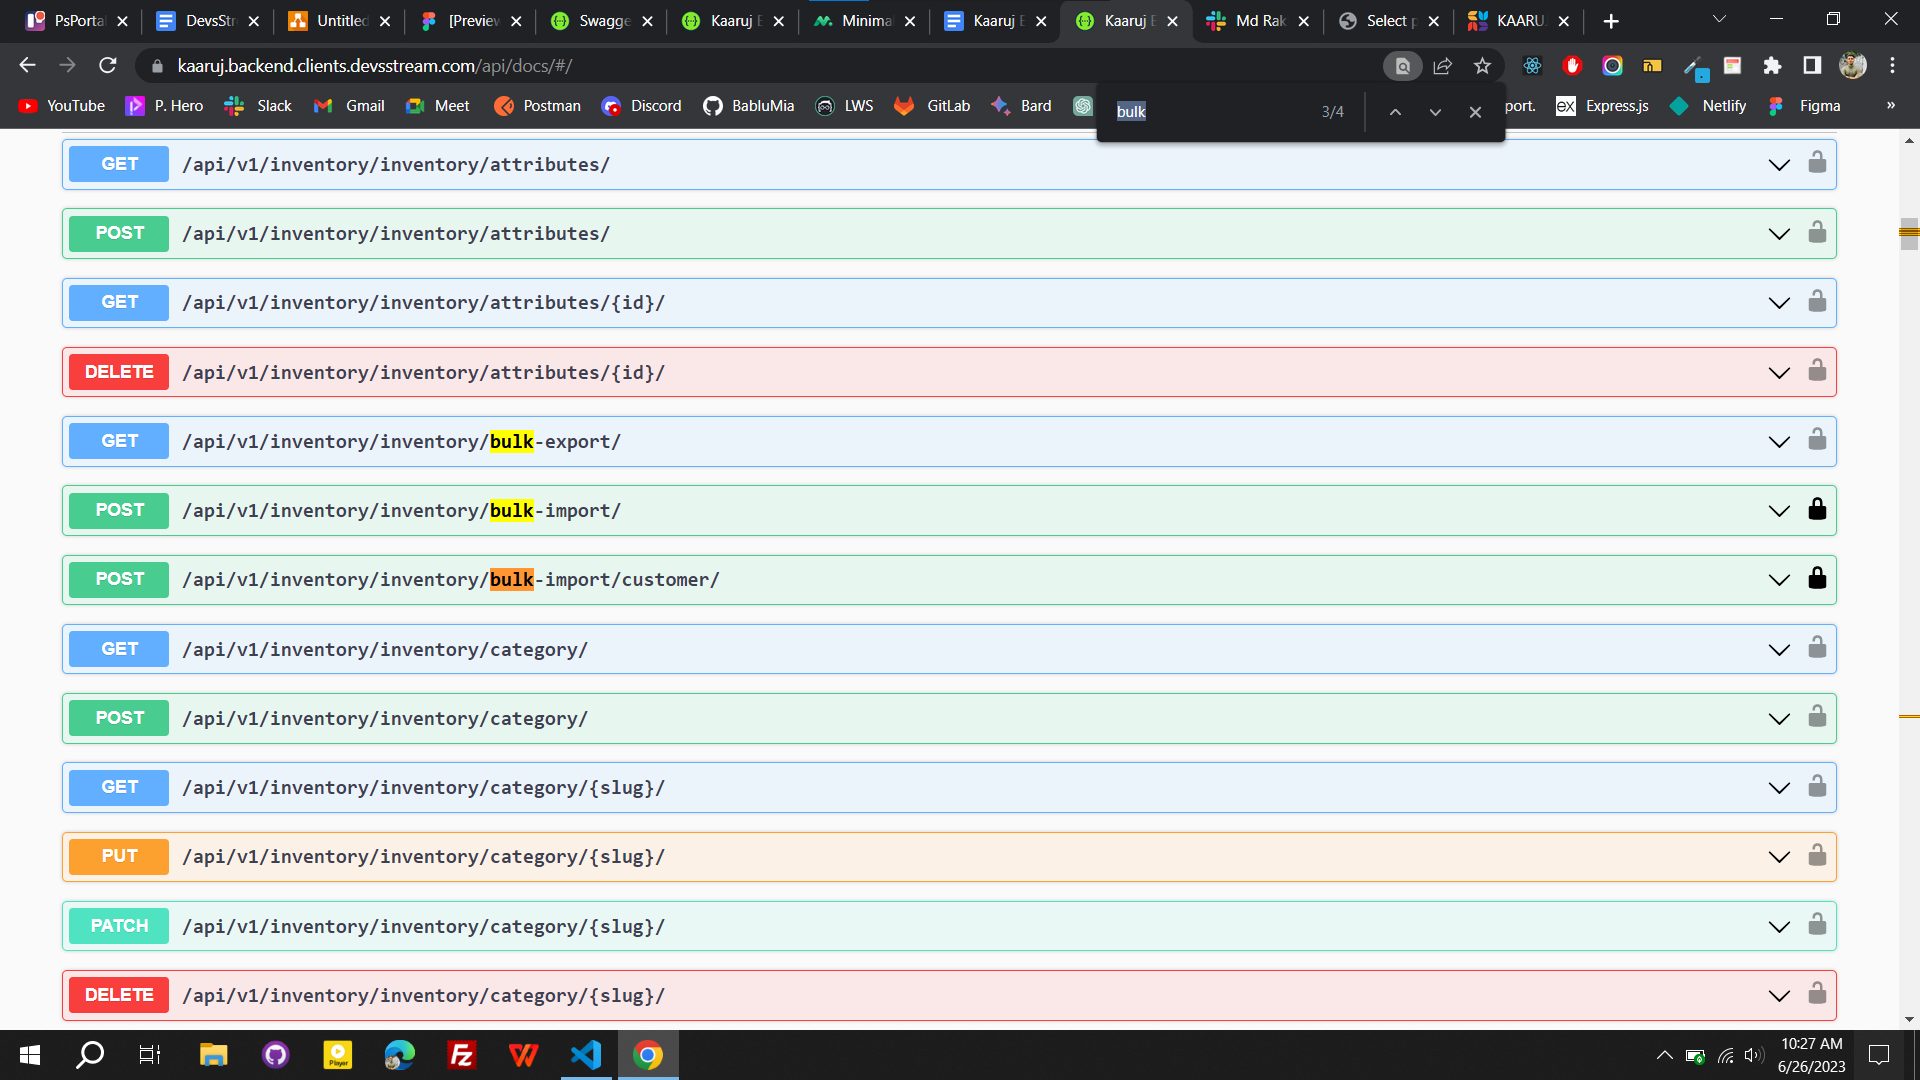 PsPortal
DevsStr
Untitled
[Preview
Swagge
Kaaruj E
Minimal
Kaaruj E
Kaaruj E
Md Rak
Select p
KAARUJ
kaaruj.backend.clients.devsstream.com/api/docs/#/
YouTube
P. Hero
Slack
Gmail
Meet
Postman
Discord
BabluMia
LWS
GitLab
Bard
port.
Express.js
Netlify
Figma
»
bulk
3/4
GET /api/v1/inventory/inventory/attributes/
POST /api/v1/inventory/inventory/attributes/
GET /api/v1/inventory/inventory/attributes/{id}/
DELETE /api/v1/inventory/inventory/attributes/{id}/
GET /api/v1/inventory/inventory/bulk-export/
POST /api/v1/inventory/inventory/bulk-import/
POST /api/v1/inventory/inventory/bulk-import/customer/
GET /api/v1/inventory/inventory/category/
POST /api/v1/inventory/inventory/category/
GET /api/v1/inventory/inventory/category/{slug}/
PUT /api/v1/inventory/inventory/category/{slug}/
PATCH /api/v1/inventory/inventory/category/{slug}/
DELETE /api/v1/inventory/inventory/category/{slug}/
Player
10:27 AM
6/26/2023